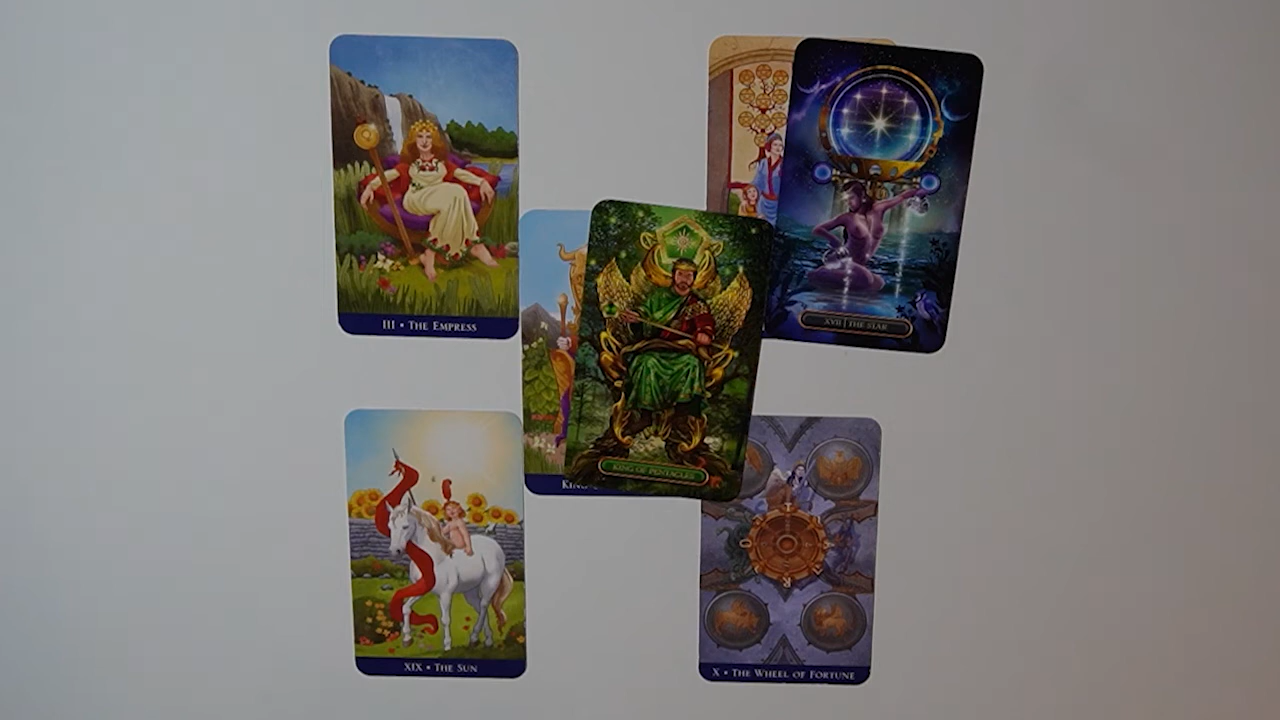 III • THE EMPRESS
XVII | THE STAR
KING OF PENTACLES
XIX • THE SUN
X • THE WHEEL OF FORTUNE